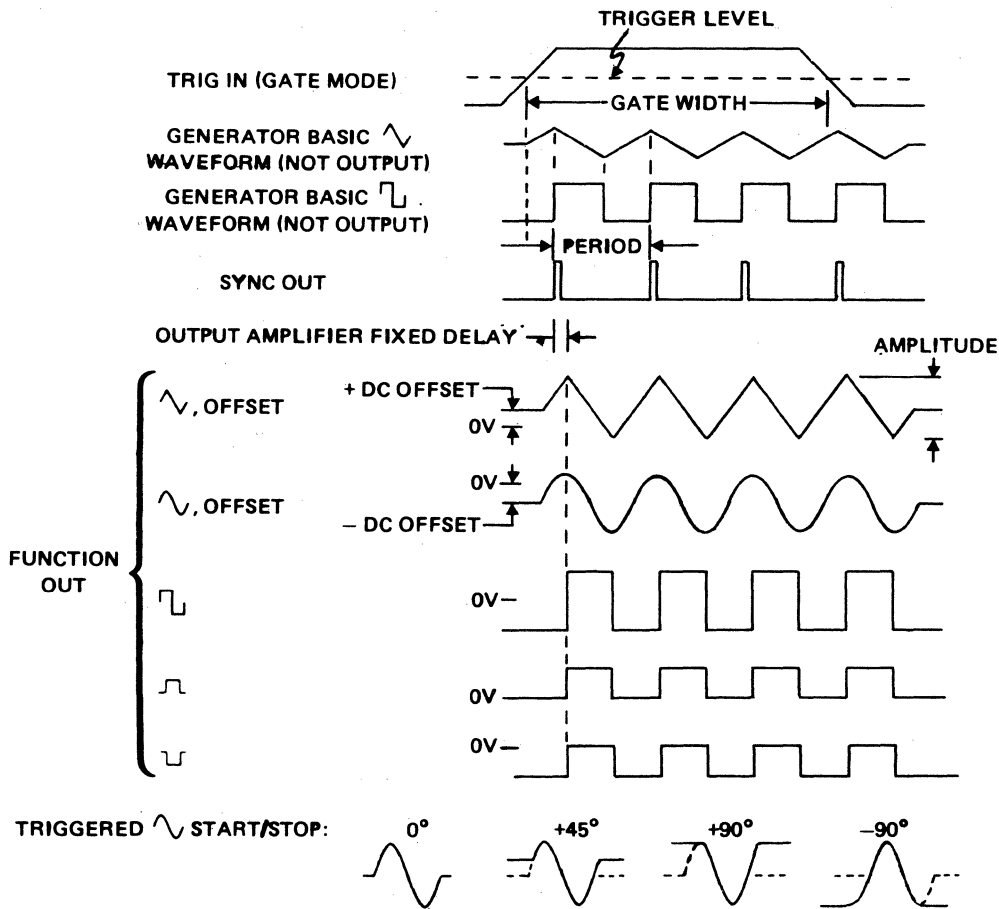 TRIGGER LEVEL
TRIG IN (GATE MODE)
GATE WIDTH
GENERATOR BASIC
WAVEFORM (NOT OUTPUT)
GENERATOR BASIC
WAVEFORM (NOT OUTPUT)
PERIOD
SYNC OUT
OUTPUT AMPLIFIER FIXED DELAY
AMPLITUDE
+ DC OFFSET
, OFFSET
0V
0V
, OFFSET
– DC OFFSET
FUNCTION
OUT
0V
0V
0V
TRIGGERED START/STOP:
0° +45° +90° –90°